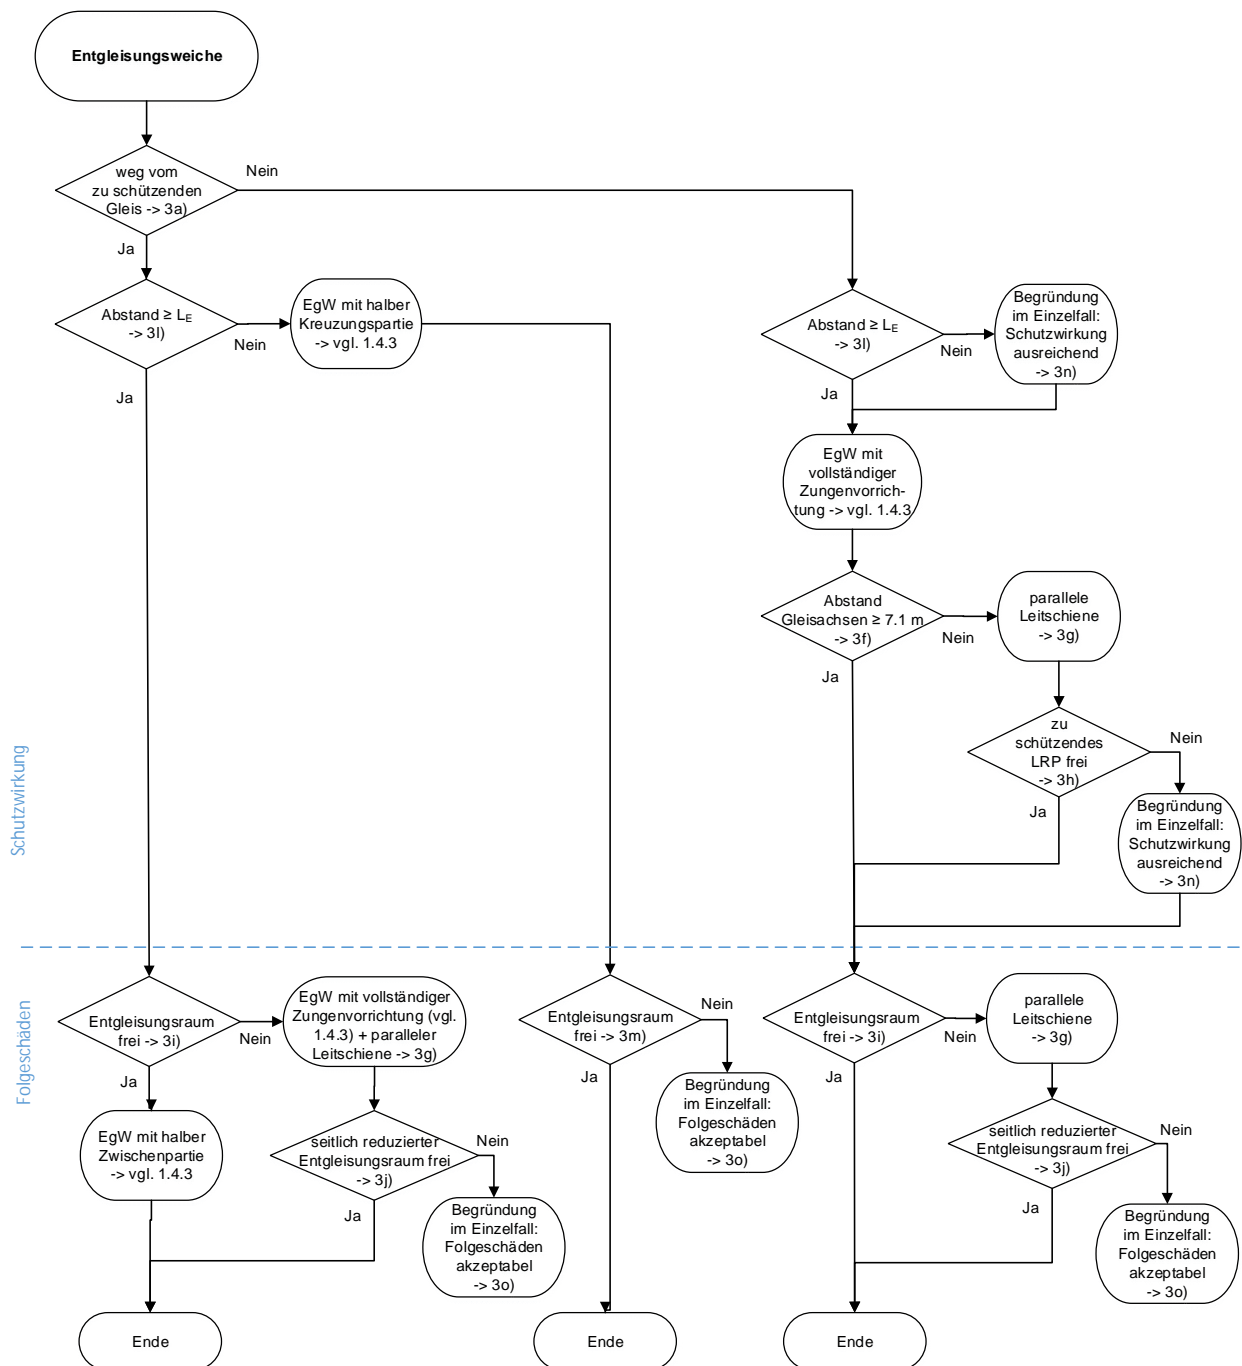 Entgleisungsweiche
weg vom
zu schützenden
Gleis -> 3a)
Nein
Ja
Abstand ≥ LE
-> 3l)
Nein
Ja
EgW mit halber
Kreuzungspartie
-> vgl. 1.4.3
Abstand ≥ LE
-> 3l)
Nein
Ja
Begründung
im Einzelfall:
Schutzwirkung
ausreichend
-> 3n)
EgW mit
vollständiger
Zungenvorrich-
tung -> vgl. 1.4.3
Abstand
Gleisachsen ≥ 7.1 m
-> 3f)
Nein
Ja
parallele
Leitschiene
-> 3g)
zu
schützendes
LRP frei
-> 3h)
Nein
Ja
Begründung
im Einzelfall:
Schutzwirkung
ausreichend
-> 3n)
Schutzwirkung
Folgeschäden
Entgleisungsraum
frei -> 3i)
Nein
Ja
EgW mit vollständiger
Zungenvorrichtung (vgl.
1.4.3) + paralleler
Leitschiene -> 3g)
EgW mit halber
Zwischenpartie
-> vgl. 1.4.3
seitlich reduzierter
Entgleisungsraum frei
-> 3j)
Nein
Ja
Begründung
im Einzelfall:
Folgeschäden
akzeptabel
-> 3o)
Ende
Entgleisungsraum
frei -> 3m)
Nein
Ja
Begründung
im Einzelfall:
Folgeschäden
akzeptabel
-> 3o)
Ende
Entgleisungsraum
frei -> 3i)
Nein
Ja
parallele
Leitschiene
-> 3g)
seitlich reduzierter
Entgleisungsraum frei
-> 3j)
Nein
Ja
Begründung
im Einzelfall:
Folgeschäden
akzeptabel
-> 3o)
Ende